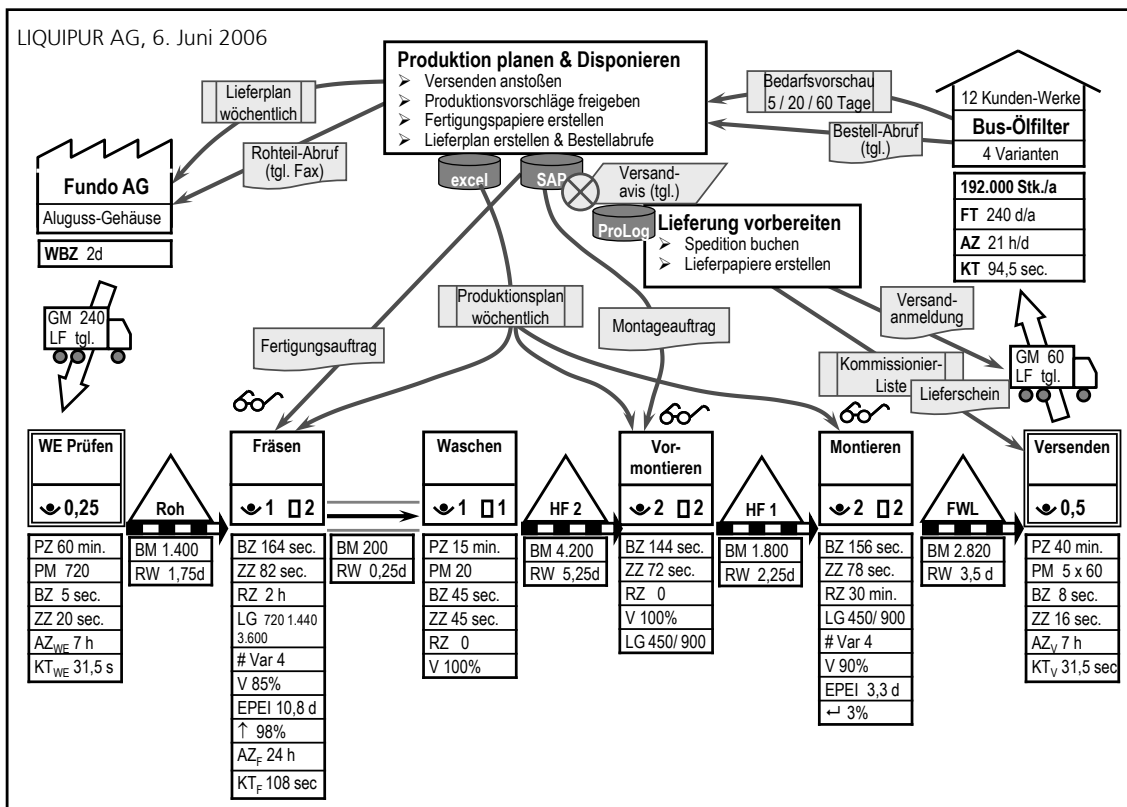 LIQUIPUR AG, 6. Juni 2006
Produktion planen & Disponieren
➢ Versenden anstoßen
➢ Produktionsvorschläge freigeben
➢ Fertigungspapiere erstellen
➢ Lieferplan erstellen & Bestellabrufe
excel
SAP
Lieferplan
wöchentlich
Rohteil-Abruf
(tgl. Fax)
Fundo AG
Aluguss-Gehäuse
WBZ 2d
GM 240
LF tgl.
Bedarfsvorschau
5 / 20 / 60 Tage
Bestell-Abruf
(tgl.)
12 Kunden-Werke
Bus-Ölfilter
4 Varianten
192.000 Stk./a
FT 240 d/a
AZ 21 h/d
KT 94,5 sec.
Versand-
avis (tgl.)
ProLog
Lieferung vorbereiten
➢ Spedition buchen
➢ Lieferpapiere erstellen
Produktionsplan
wöchentlich
Fertigungsauftrag
Montageauftrag
Versand-
anmeldung
Kommissionier-
Liste
Lieferschein
GM 60
LF tgl.
WE Prüfen
0,25
PZ 60 min.
PM 720
BZ 5 sec.
ZZ 20 sec.
AZWE 7 h
KTWE 31,5 s
Roh
BM 1.400
RW 1,75d
Fräsen
1 2
BZ 164 sec.
ZZ 82 sec.
RZ 2 h
LG 720 1.440
3.600
# Var 4
V 85%
EPEI 10,8 d
↑ 98%
AZF 24 h
KTF 108 sec
BM 200
RW 0,25d
Waschen
1 1
PZ 15 min.
PM 20
BZ 45 sec.
ZZ 45 sec.
RZ 0
V 100%
HF 2
BM 4.200
RW 5,25d
Vor-
montieren
2 2
BZ 144 sec.
ZZ 72 sec.
RZ 0
V 100%
LG 450/ 900
HF 1
BM 1.800
RW 2,25d
Montieren
2 2
BZ 156 sec.
ZZ 78 sec.
RZ 30 min.
LG 450/ 900
# Var 4
V 90%
EPEI 3,3 d
↵ 3%
FWL
BM 2.820
RW 3,5 d
Versenden
0,5
PZ 40 min.
PM 5 x 60
BZ 8 sec.
ZZ 16 sec.
AZV 7 h
KTV 31,5 sec